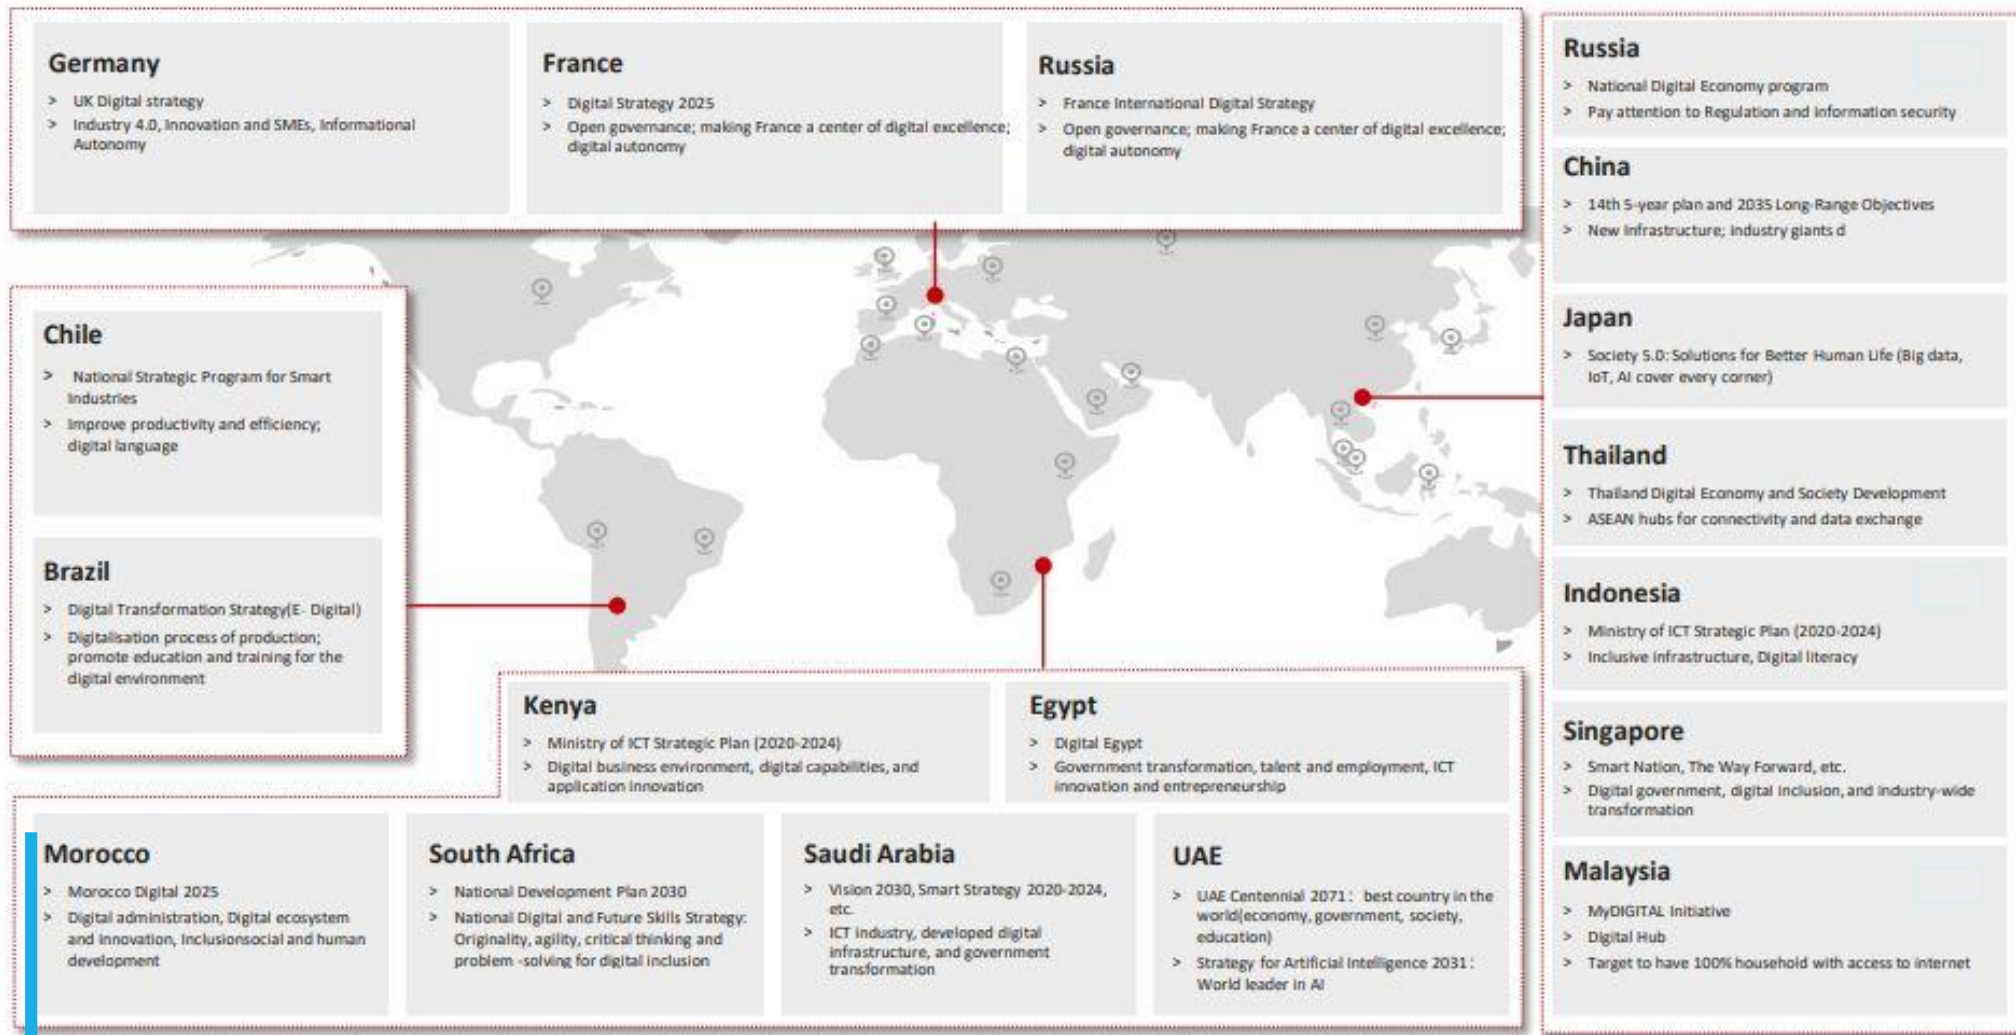 Germany
> UK Digital strategy
> Industry 4.0, Innovation and SMEs, Informational
Autonomy
France
> Digital Strategy 2025
> Open governance; making France a center of digital excellence;
digital autonomy
Russia
> France International Digital Strategy
> Open governance; making France a center of digital excellence;
digital autonomy
Chile
> National Strategic Program for Smart
Industries
> Improve productivity and efficiency;
digital language
Brazil
> Digital Transformation Strategy(E- Digital)
> Digitalisation process of production;
promote education and training for the
digital environment
Kenya
> Ministry of ICT Strategic Plan (2020-2024)
> Digital business environment, digital capabilities, and
application innovation
Egypt
> Digital Egypt
> Government transformation, talent and employment, ICT
innovation and entrepreneurship
Morocco
> Morocco Digital 2025
> Digital administration, Digital ecosystem
and innovation, Inclusionsocial and human
development
South Africa
> National Development Plan 2030
> National Digital and Future Skills Strategy:
Originality, agility, critical thinking and
problem -solving for digital inclusion
Saudi Arabia
> Vision 2030, Smart Strategy 2020-2024,
etc.
> ICT industry, developed digital
infrastructure, and government
transformation
UAE
> UAE Centennial 2071：best country in the
world(economy, government, society,
education)
> Strategy for Artificial Intelligence 2031：
World leader in AI
Russia
> National Digital Economy program
> Pay attention to Regulation and information security
China
> 14th 5-year plan and 2035 Long-Range Objectives
> New Infrastructure; industry giants d
Japan
> Society 5.0: Solutions for Better Human Life (Big data,
IoT, AI cover every corner)
Thailand
> Thailand Digital Economy and Society Development
> ASEAN hubs for connectivity and data exchange
Indonesia
> Ministry of ICT Strategic Plan (2020-2024)
> Inclusive infrastructure, Digital literacy
Singapore
> Smart Nation, The Way Forward, etc.
> Digital government, digital inclusion, and industry-wide
transformation
Malaysia
> MyDIGITAL Initiative
> Digital Hub
> Target to have 100% household with access to internet